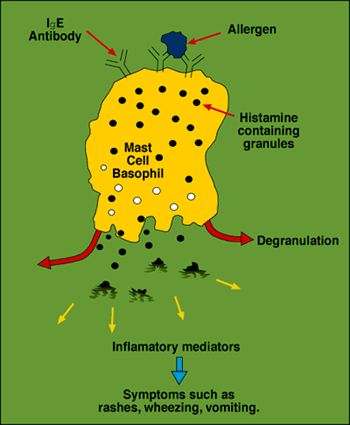 IgE
Antibody
Allergen
Histamine
containing
granules
Mast
Cell
Basophil
Degranulation
Inflamatory mediators
Symptoms such as
rashes, wheezing, vomiting.